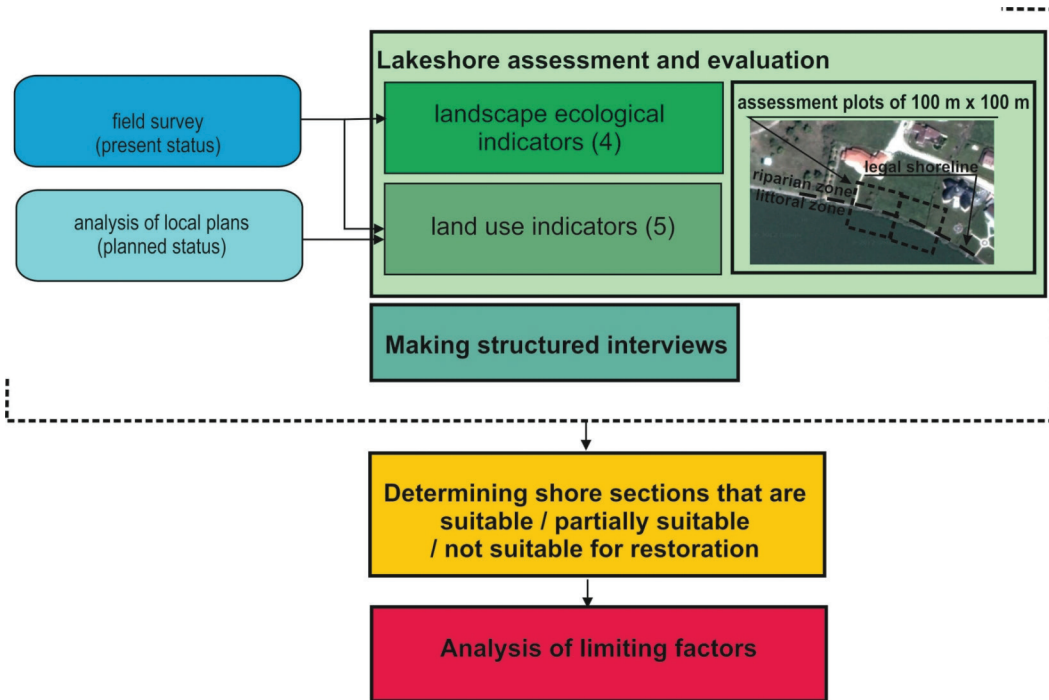 Lakeshore assessment and evaluation
field survey
(present status)
landscape ecological
indicators (4)
assessment plots of 100 m x 100 m
legal shoreline
riparian zone
littoral zone
analysis of local plans
(planned status)
land use indicators (5)
Making structured interviews
Determining shore sections that are
suitable / partially suitable
/ not suitable for restoration
Analysis of limiting factors